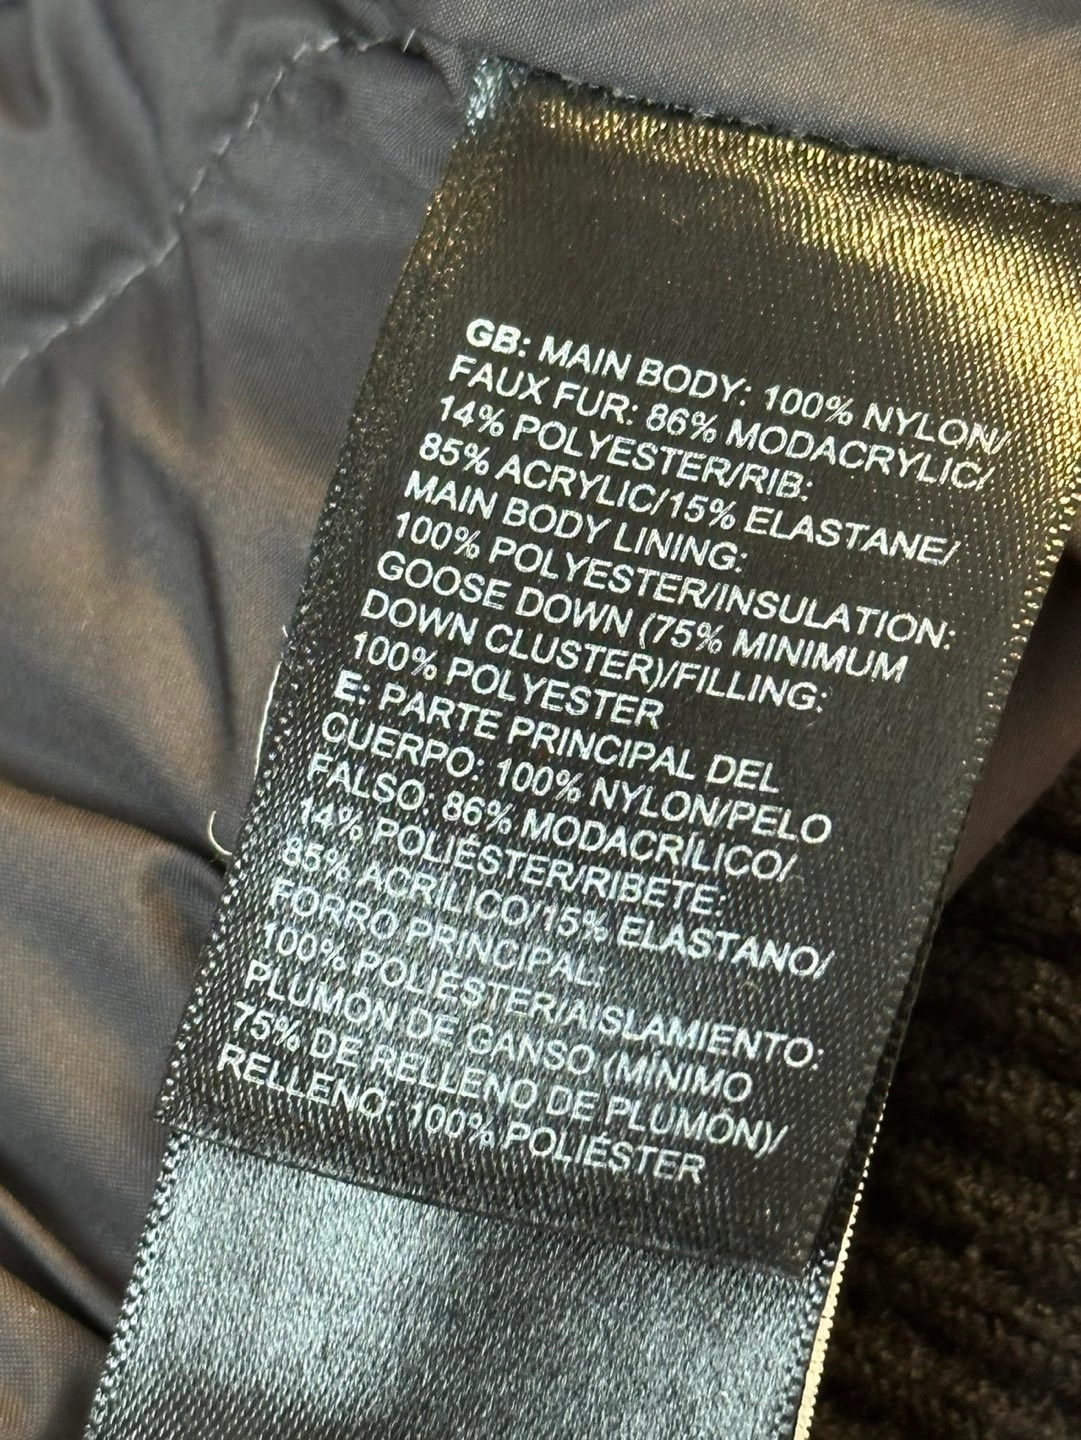 GB: MAIN BODY: 100% NYLON/
FAUX FUR: 86% MODACRYLIC/
14% POLYESTER/RIB:
85% ACRYLIC/15% ELASTANE/
MAIN BODY LINING:
100% POLYESTER/INSULATION:
GOOSE DOWN (75% MINIMUM
DOWN CLUSTER)/FILLING:
100% POLYESTER
E: PARTE PRINCIPAL DEL
CUERPO: 100% NYLON/PELO
FALSO: 86% MODACRÍLICO/
14% POLIÉSTER/RIBETE:
85% ACRÍLICO/15% ELASTANO/
FORRO PRINCIPAL:
100% POLIÉSTER/AISLAMIENTO:
PLUMÓN DE GANSO (MÍNIMO
75% DE RELLENO DE PLUMÓN)/
RELLENO: 100% POLIÉSTER